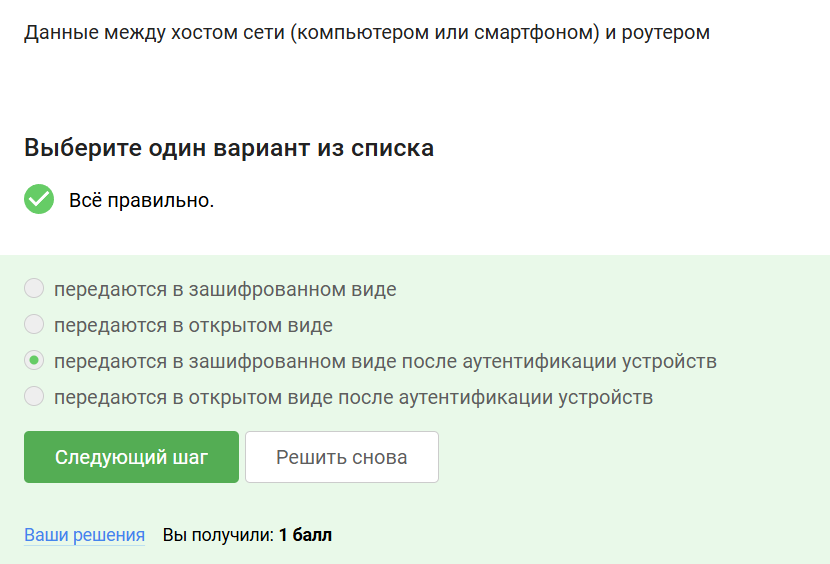 Данные между хостом сети (компьютером или смартфоном) и роутером
Выберите один вариант из списка
Всё правильно.
передаются в зашифрованном виде
передаются в открытом виде
передаются в зашифрованном виде после аутентификации устройств
передаются в открытом виде после аутентификации устройств
Следующий шаг Решить снова
Ваши решения Вы получили: 1 балл